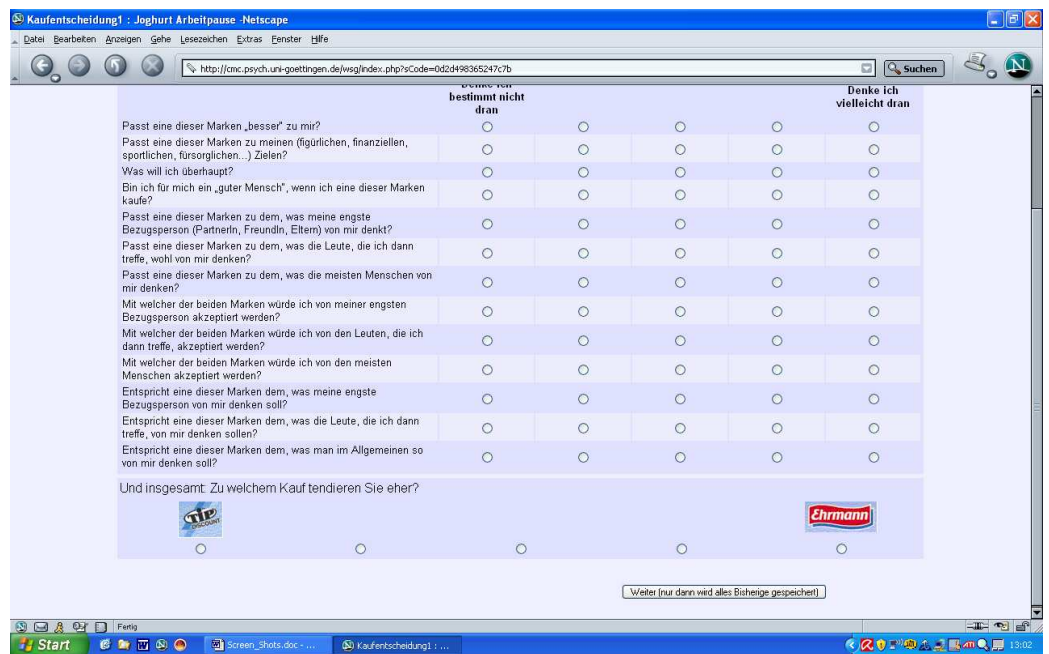 Kaufentscheidung1 : Joghurt Arbeitpause -Netscape
Datei Bearbeiten Anzeigen Gehe Lesezeichen Extras Fenster Hilfe
http://cmc.psych.uni-goettingen.de/wsg/index.php?sCode=0d2d498365247c7b
Suchen
N
Denke ich
bestimmt nicht
dran
Denke ich
vielleicht dran
Passt eine dieser Marken „besser" zu mir?
Passt eine dieser Marken zu meinen (figürlichen, finanziellen,
sportlichen, fürsorglichen...) Zielen?
Was will ich überhaupt?
Bin ich für mich ein „guter Mensch", wenn ich eine dieser Marken
kaufe?
Passt eine dieser Marken zu dem, was meine engste
Bezugsperson (PartnerIn, FreundIn, Eltern) von mir denkt?
Passt eine dieser Marken zu dem, was die Leute, die ich dann
treffe, wohl von mir denken?
Passt eine dieser Marken zu dem, was die meisten Menschen von
mir denken?
Mit welcher der beiden Marken würde ich von meiner engsten
Bezugsperson akzeptiert werden?
Mit welcher der beiden Marken würde ich von den Leuten, die ich
dann treffe, akzeptiert werden?
Mit welcher der beiden Marken würde ich von den meisten
Menschen akzeptiert werden?
Entspricht eine dieser Marken dem, was meine engste
Bezugsperson von mir denken soll?
Entspricht eine dieser Marken dem, was die Leute, die ich dann
treffe, von mir denken sollen?
Entspricht eine dieser Marken dem, was man im Allgemeinen so
von mir denken soll?
Und insgesamt: Zu welchem Kauf tendieren Sie eher?
TiP
DISCOUNT
Ehrmann
Weiter (nur dann wird alles Bisherige gespeichert)
Fertig
Start
Screen_Shots.doc - ...
Kaufentscheidung1 : ...
13:02